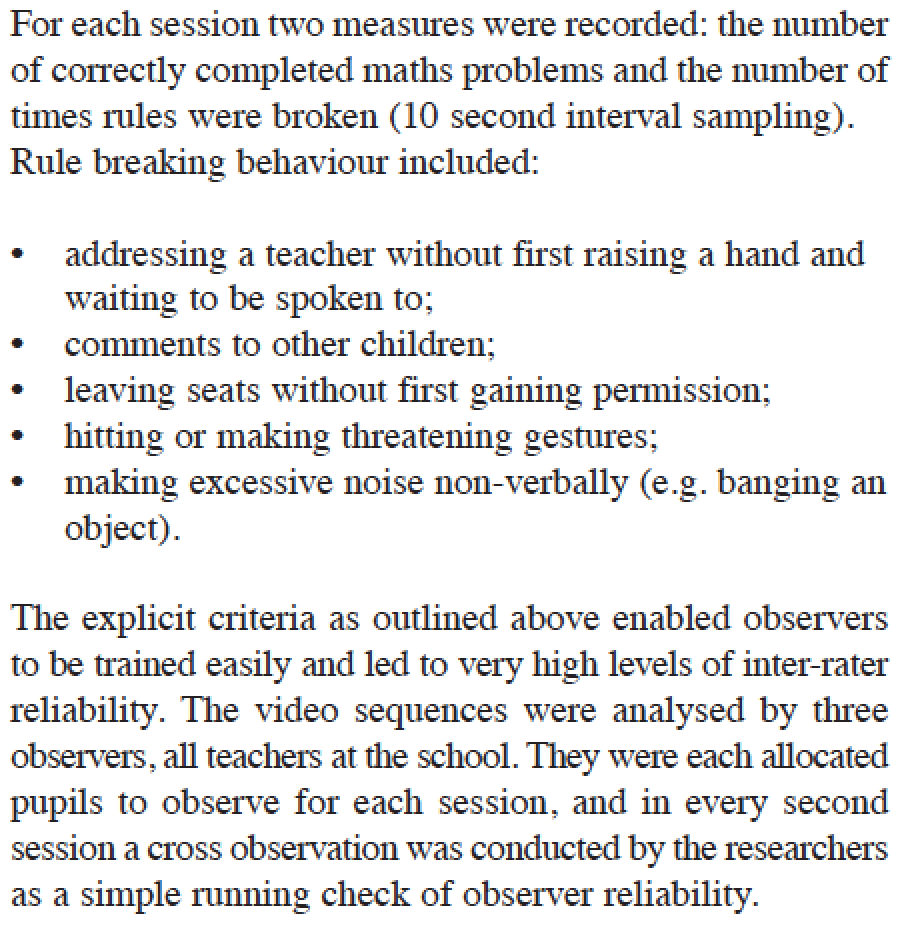 For each session two measures were recorded: the number
of correctly completed maths problems and the number of
times rules were broken (10 second interval sampling).
Rule breaking behaviour included:
• addressing a teacher without first raising a hand and
waiting to be spoken to;
• comments to other children;
• leaving seats without first gaining permission;
• hitting or making threatening gestures;
• making excessive noise non-verbally (e.g. banging an
object).
The explicit criteria as outlined above enabled observers
to be trained easily and led to very high levels of inter-rater
reliability. The video sequences were analysed by three
observers, all teachers at the school. They were each allocated
pupils to observe for each session, and in every second
session a cross observation was conducted by the researchers
as a simple running check of observer reliability.